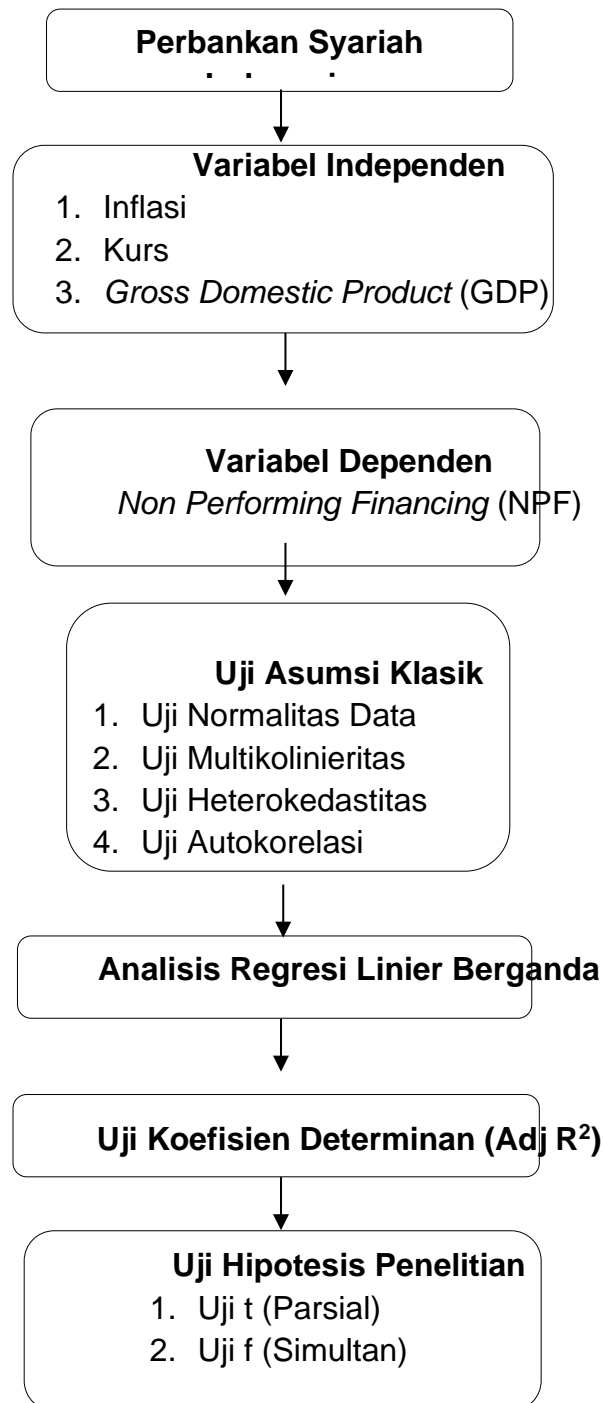 Perbankan Syariah
Variabel Independen
1. Inflasi
2. Kurs
3. Gross Domestic Product (GDP)
Variabel Dependen
Non Performing Financing (NPF)
Uji Asumsi Klasik
1. Uji Normalitas Data
2. Uji Multikolinieritas
3. Uji Heterokedastitas
4. Uji Autokorelasi
Analisis Regresi Linier Berganda
Uji Koefisien Determinan (Adj R²)
Uji Hipotesis Penelitian
1. Uji t (Parsial)
2. Uji f (Simultan)